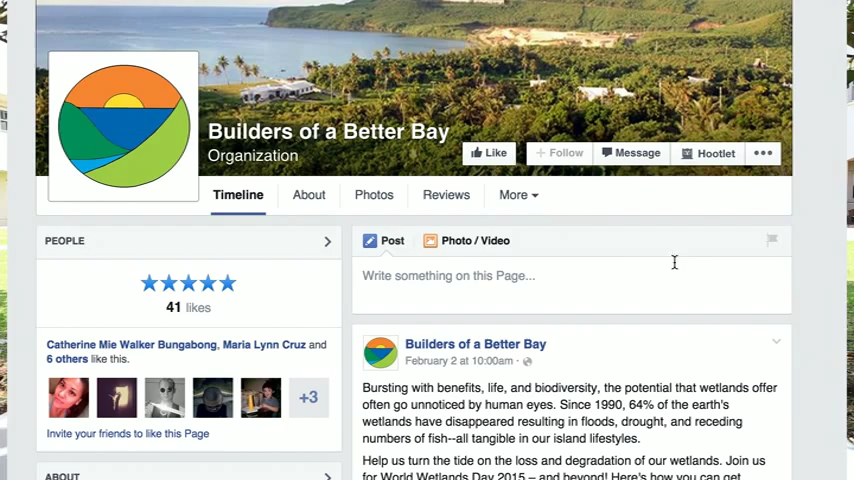 Builders of a Better Bay
Organization
Like
+ Follow
Message
Hootlet
Timeline
About
Photos
Reviews
More
PEOPLE
41 likes
Catherine Mie Walker Bungabong, Maria Lynn Cruz and
6 others like this.
+3
Invite your friends to like this Page
ABOUT
Post
Photo / Video
Write something on this Page...
Builders of a Better Bay
February 2 at 10:00am ·
Bursting with benefits, life, and biodiversity, the potential that wetlands offer
often go unnoticed by human eyes. Since 1990, 64% of the earth's
wetlands have disappeared resulting in floods, drought, and receding
numbers of fish--all tangible in our island lifestyles.
Help us turn the tide on the loss and degradation of our wetlands. Join us
for World Wetlands Day 2015 – and beyond! Here's how you can get